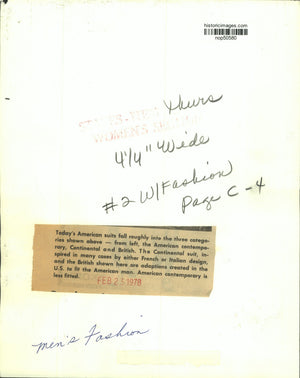 historicimages.com
nop50580
Thurs
WOMEN'S
4 1/4" Wide
#2 W/Fashion
Page C-4
Today's American suits fall roughly into the three catego-
ries shown above — from left, the American contempo-
rary, Continental and British. The Continental suit, in-
spired in many cases by either French or Italian design,
and the British shown here are adaptions created in the
U.S. to fit the American man. American contemporary is
less fitted.
FEB 23 1978
men's Fashion